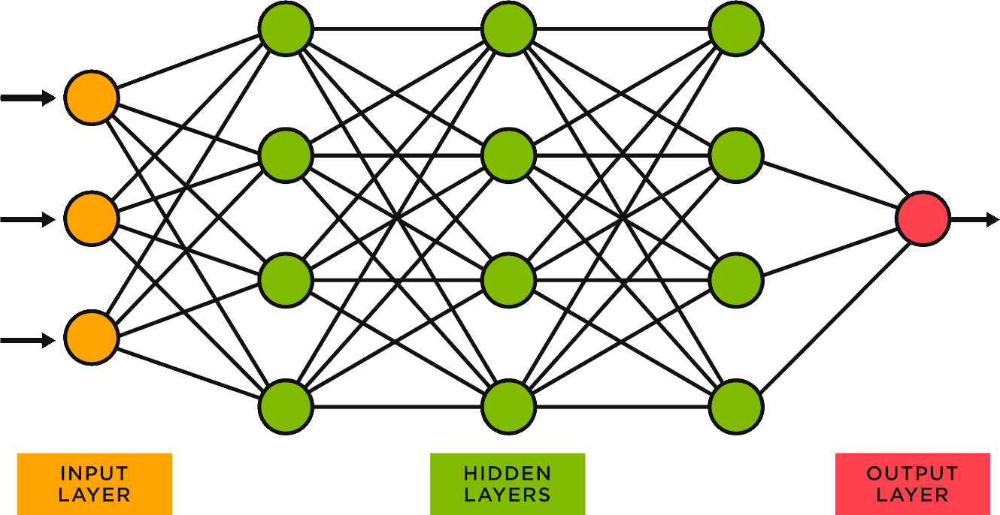 INPUT
LAYER
HIDDEN
LAYERS
OUTPUT
LAYER